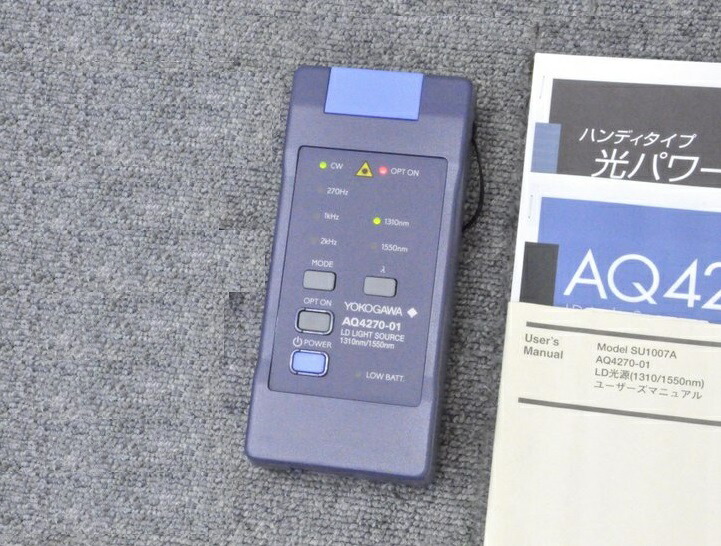 CW
OPT ON
270Hz
1kHz
1310nm
2kHz
1550nm
MODE
λ
OPT ON
YOKOGAWA
AQ4270-01
LD LIGHT SOURCE
1310nm/1550nm
POWER
LOW BATT.
ハンディタイプ
光パワー
AQ42
User's
Manual
Model SU1007A
AQ4270-01
LD光源(1310/1550nm)
ユーザーズマニュアル